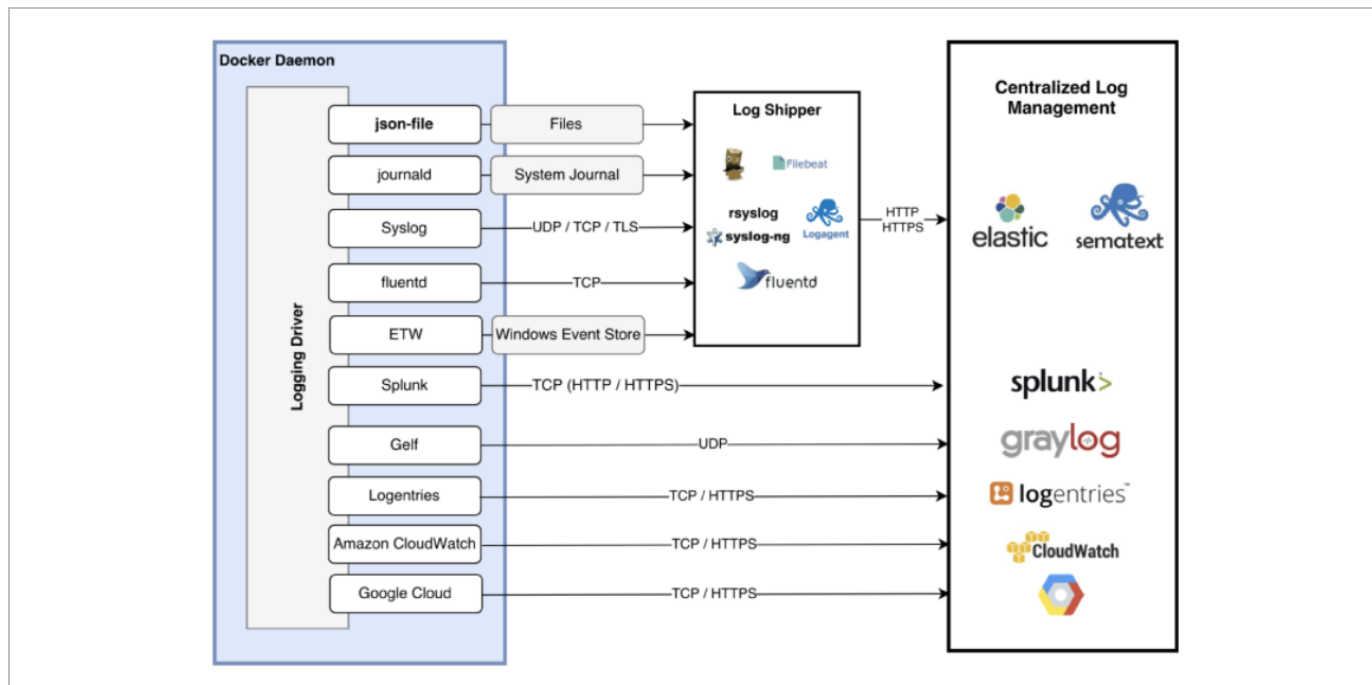 Docker Daemon
Logging Driver
json-file
Files
journald
System Journal
Syslog
UDP / TCP / TLS
fluentd
TCP
ETW
Windows Event Store
Splunk
TCP (HTTP / HTTPS)
Gelf
UDP
Logentries
TCP / HTTPS
Amazon CloudWatch
TCP / HTTPS
Google Cloud
TCP / HTTPS
Log Shipper
Filebeat
rsyslog
syslog-ng
Logagent
fluentd
HTTP
HTTPS
Centralized Log
Management
elastic
sematext
splunk>
graylog
logentries™
CloudWatch